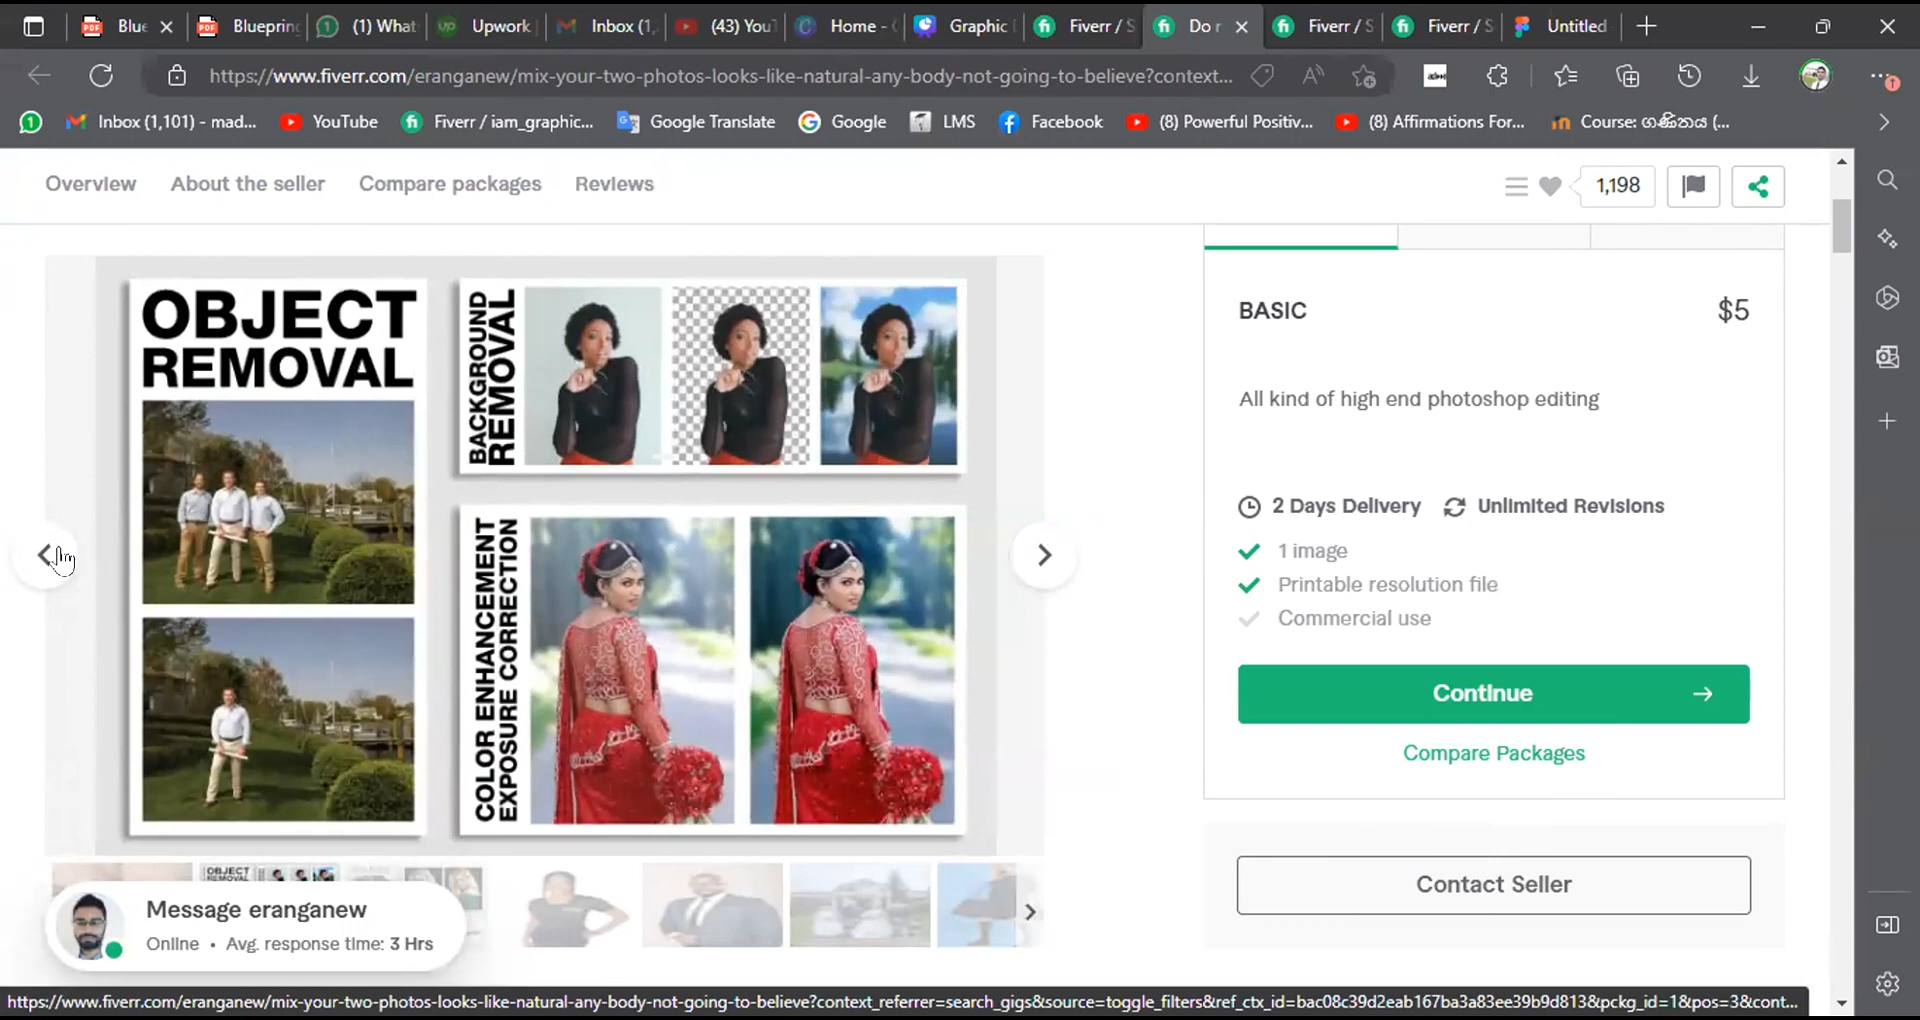 Blue
Blueprin
(1) What
Upwork
Inbox (1,
(43) You
Home -
Graphic
Fiverr / S
Do r
Fiverr / S
Fiverr / S
Untitled
https://www.fiverr.com/eranganew/mix-your-two-photos-looks-like-natural-any-body-not-going-to-believe?context...
Inbox (1,101) - mad...
YouTube
Fiverr / iam_graphic...
Google Translate
Google
LMS
Facebook
(8) Powerful Positiv...
(8) Affirmations For...
Course: ගණිතය (...
Overview
About the seller
Compare packages
Reviews
1,198
OBJECT
REMOVAL
BACKGROUND
REMOVAL
COLOR ENHANCEMENT
EXPOSURE CORRECTION
BASIC
$5
All kind of high end photoshop editing
2 Days Delivery
Unlimited Revisions
1 image
Printable resolution file
Commercial use
Continue
Compare Packages
Contact Seller
OBJECT
Message eranganew
Online • Avg. response time: 3 Hrs
https://www.fiverr.com/eranganew/mix-your-two-photos-looks-like-natural-any-body-not-going-to-believe?context_referrer=search_gigs&source=toggle_filters&ref_ctx_id=bac08c39d2eab167ba3a83ee39b9d813&pckg_id=1&pos=3&cont...